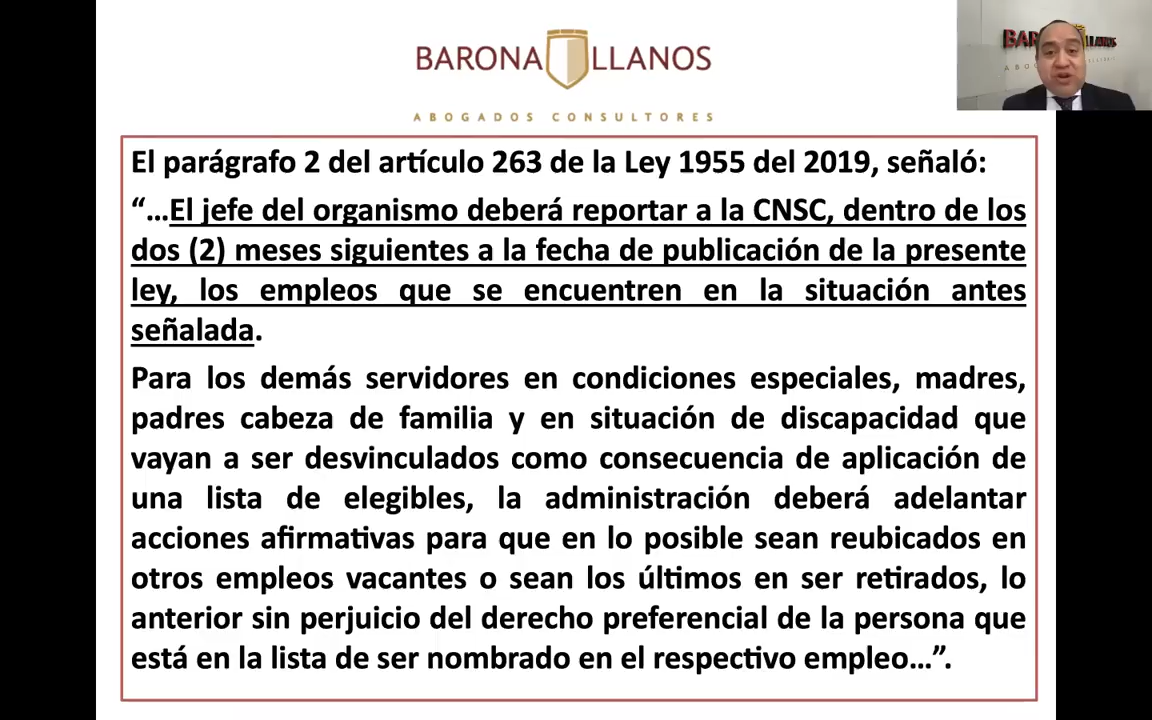 BARONA LLANOS
ABOGADOS CONSULTORES
El parágrafo 2 del artículo 263 de la Ley 1955 del 2019, señaló:
“…El jefe del organismo deberá reportar a la CNSC, dentro de los
dos (2) meses siguientes a la fecha de publicación de la presente
ley, los empleos que se encuentren en la situación antes
señalada.
Para los demás servidores en condiciones especiales, madres,
padres cabeza de familia y en situación de discapacidad que
vayan a ser desvinculados como consecuencia de aplicación de
una lista de elegibles, la administración deberá adelantar
acciones afirmativas para que en lo posible sean reubicados en
otros empleos vacantes o sean los últimos en ser retirados, lo
anterior sin perjuicio del derecho preferencial de la persona que
está en la lista de ser nombrado en el respectivo empleo…”.